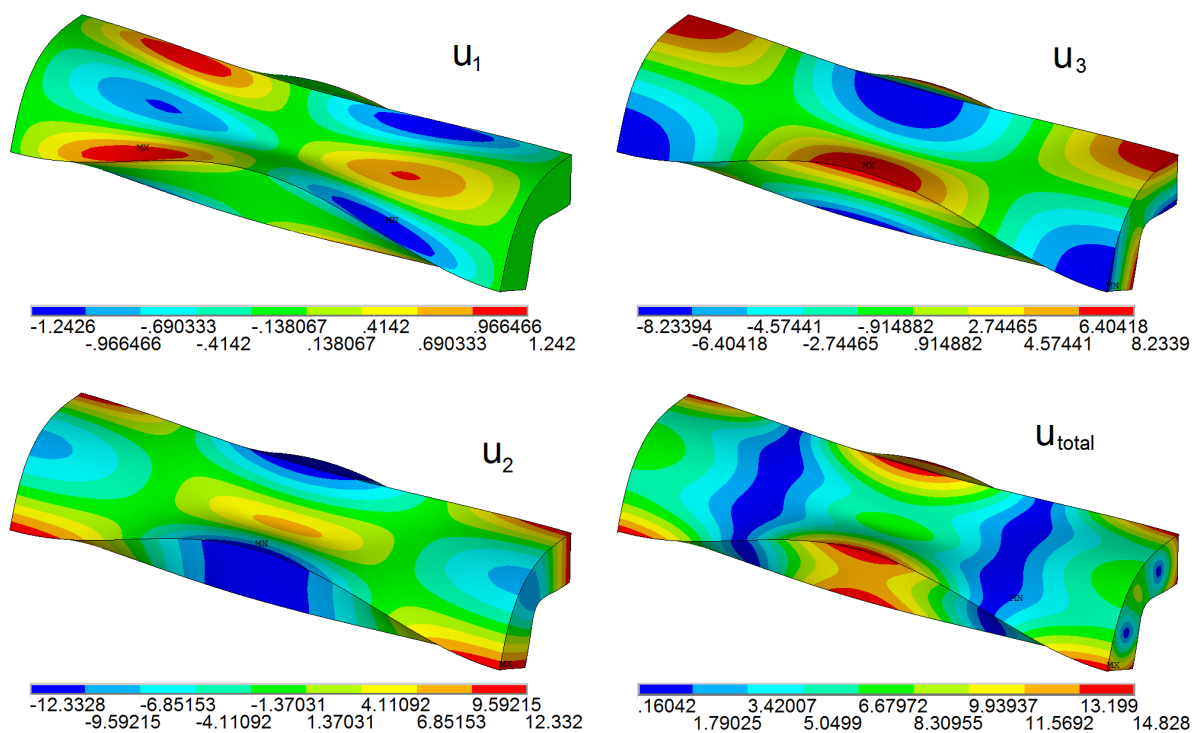 u1
MX
MN
-1.2426 -.690333 -.138067 .4142 .966466
-.966466 -.4142 .138067 .690333 1.242
u3
MX
MN
-8.23394 -4.57441 -.914882 2.74465 6.40418
-6.40418 -2.74465 .914882 4.57441 8.2339
u2
MN
MX
-12.3328 -6.85153 -1.37031 4.11092 9.59215
-9.59215 -4.11092 1.37031 6.85153 12.332
utotal
MN
MX
.16042 3.42007 6.67972 9.93937 13.199
1.79025 5.0499 8.30955 11.5692 14.828